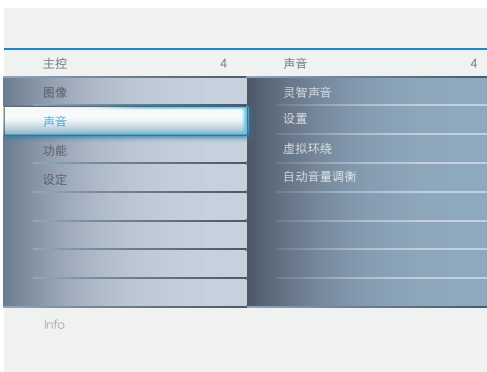 主控 4
图像
声音
功能
设定
声音 4
灵智声音
设置
虚拟环绕
自动音量调衡
Info